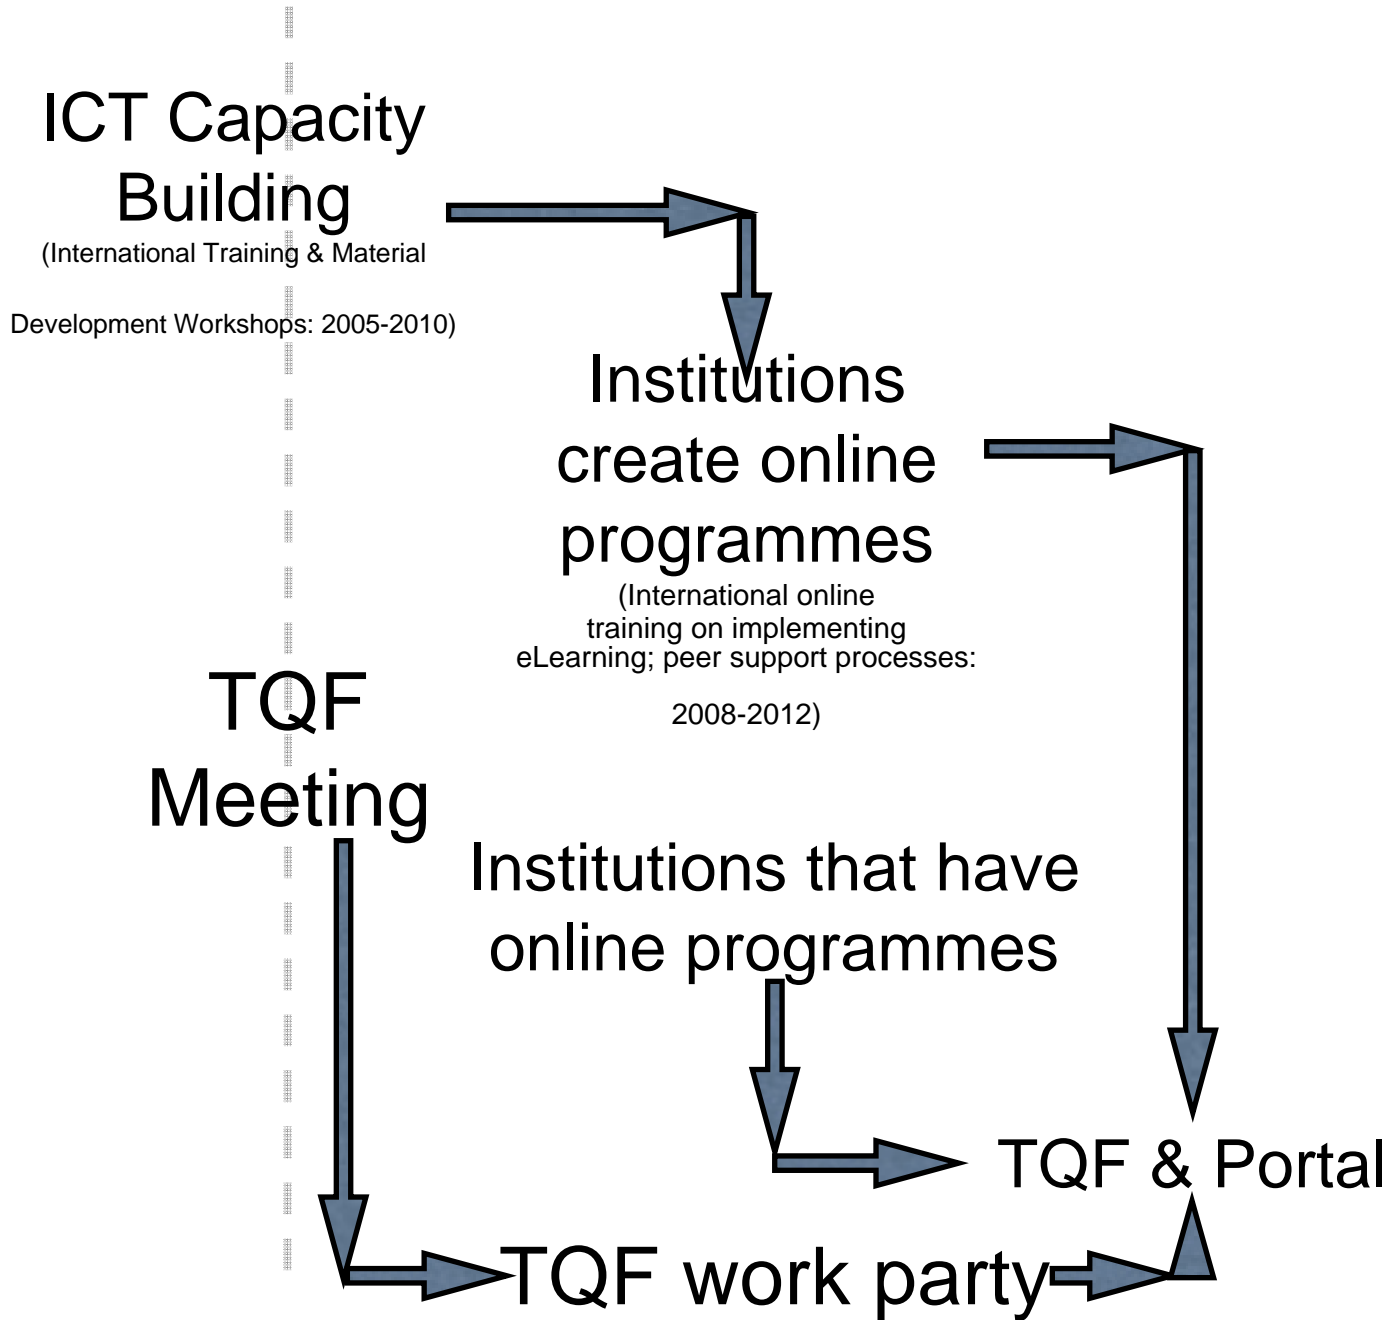 ICT Capacity
Building
(International Training & Material
Development Workshops: 2005-2010)
Institutions
create online
programmes
(International online
training on implementing
eLearning; peer support processes:
2008-2012)
TQF
Meeting
Institutions that have
online programmes
TQF & Portal
TQF work party